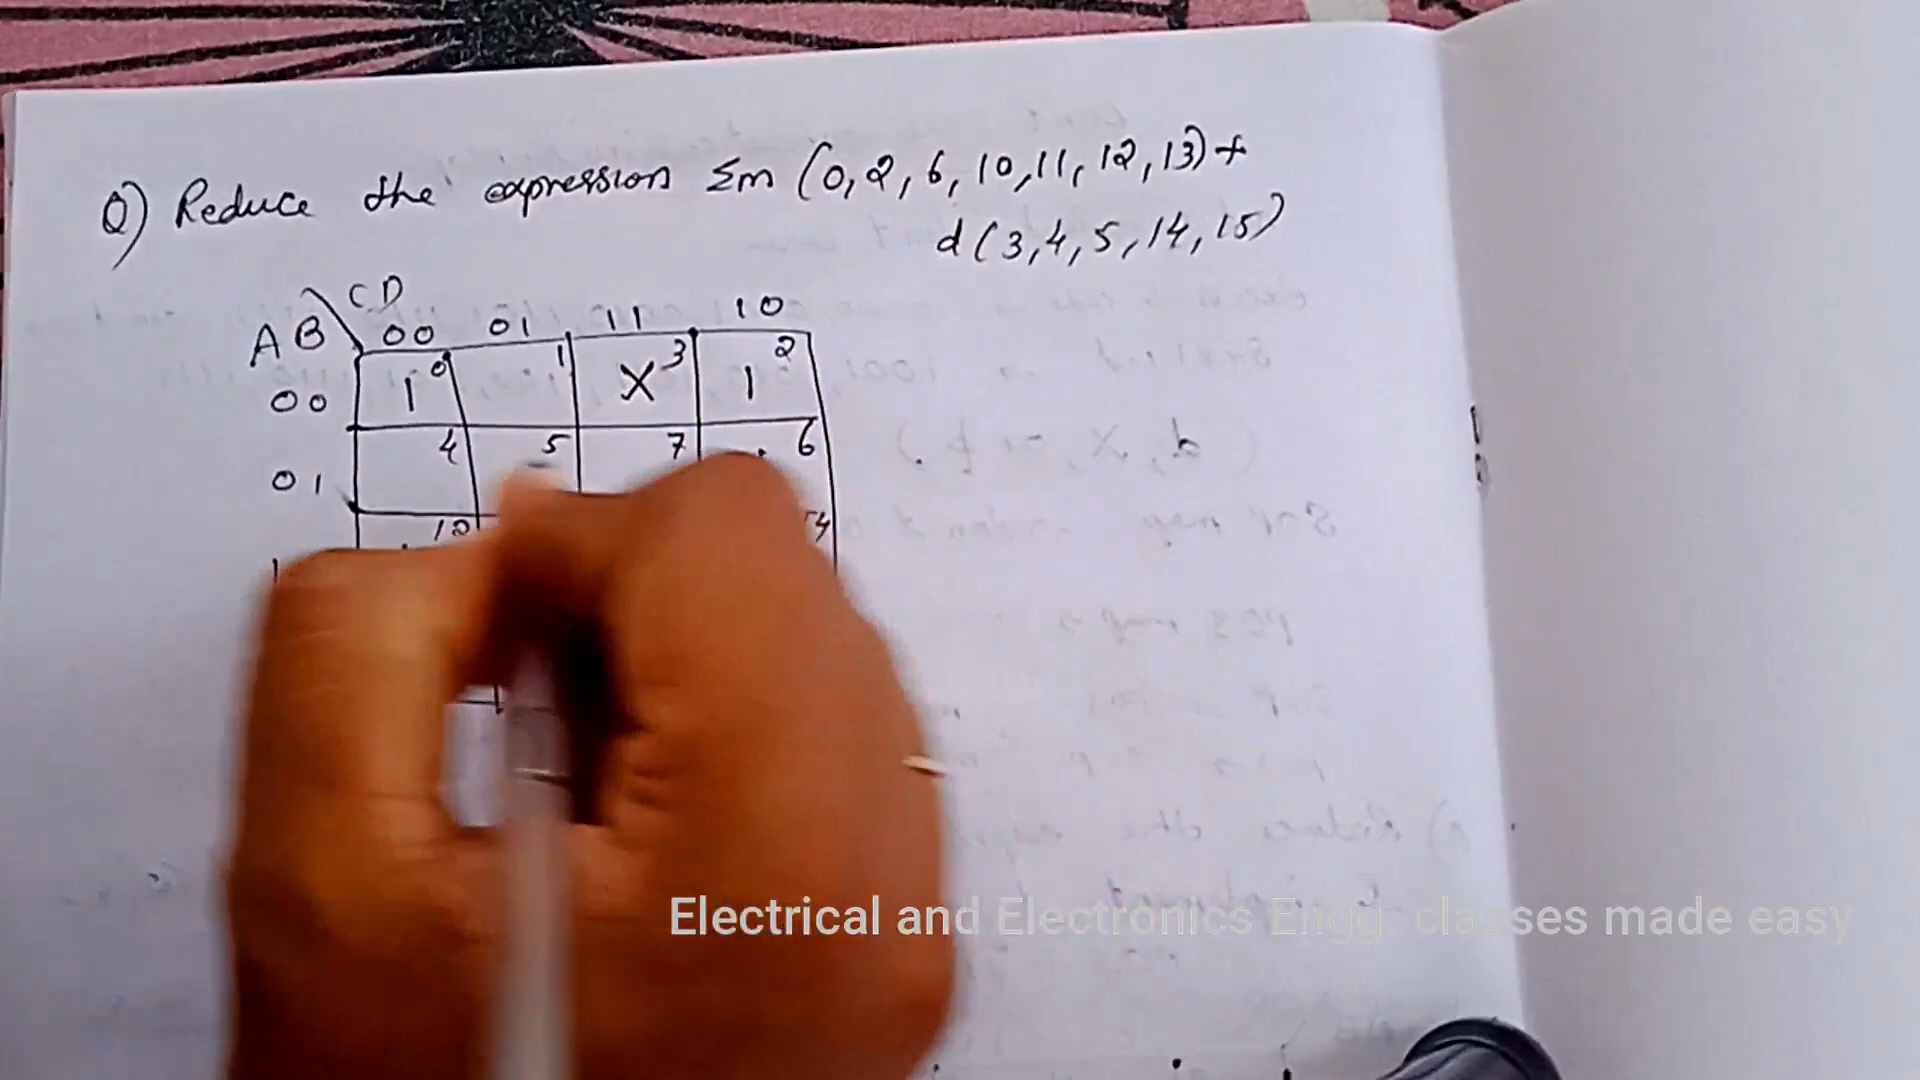 Q) Reduce the expression Σm (0, 2, 6, 10, 11, 12, 13) +
d (3, 4, 5, 14, 15)
CD
AB 00 01 11 10
00 1 0 1 X 3 1 2
01 4 5 7 6
12
Electrical and Electronics Engg. classes made easy